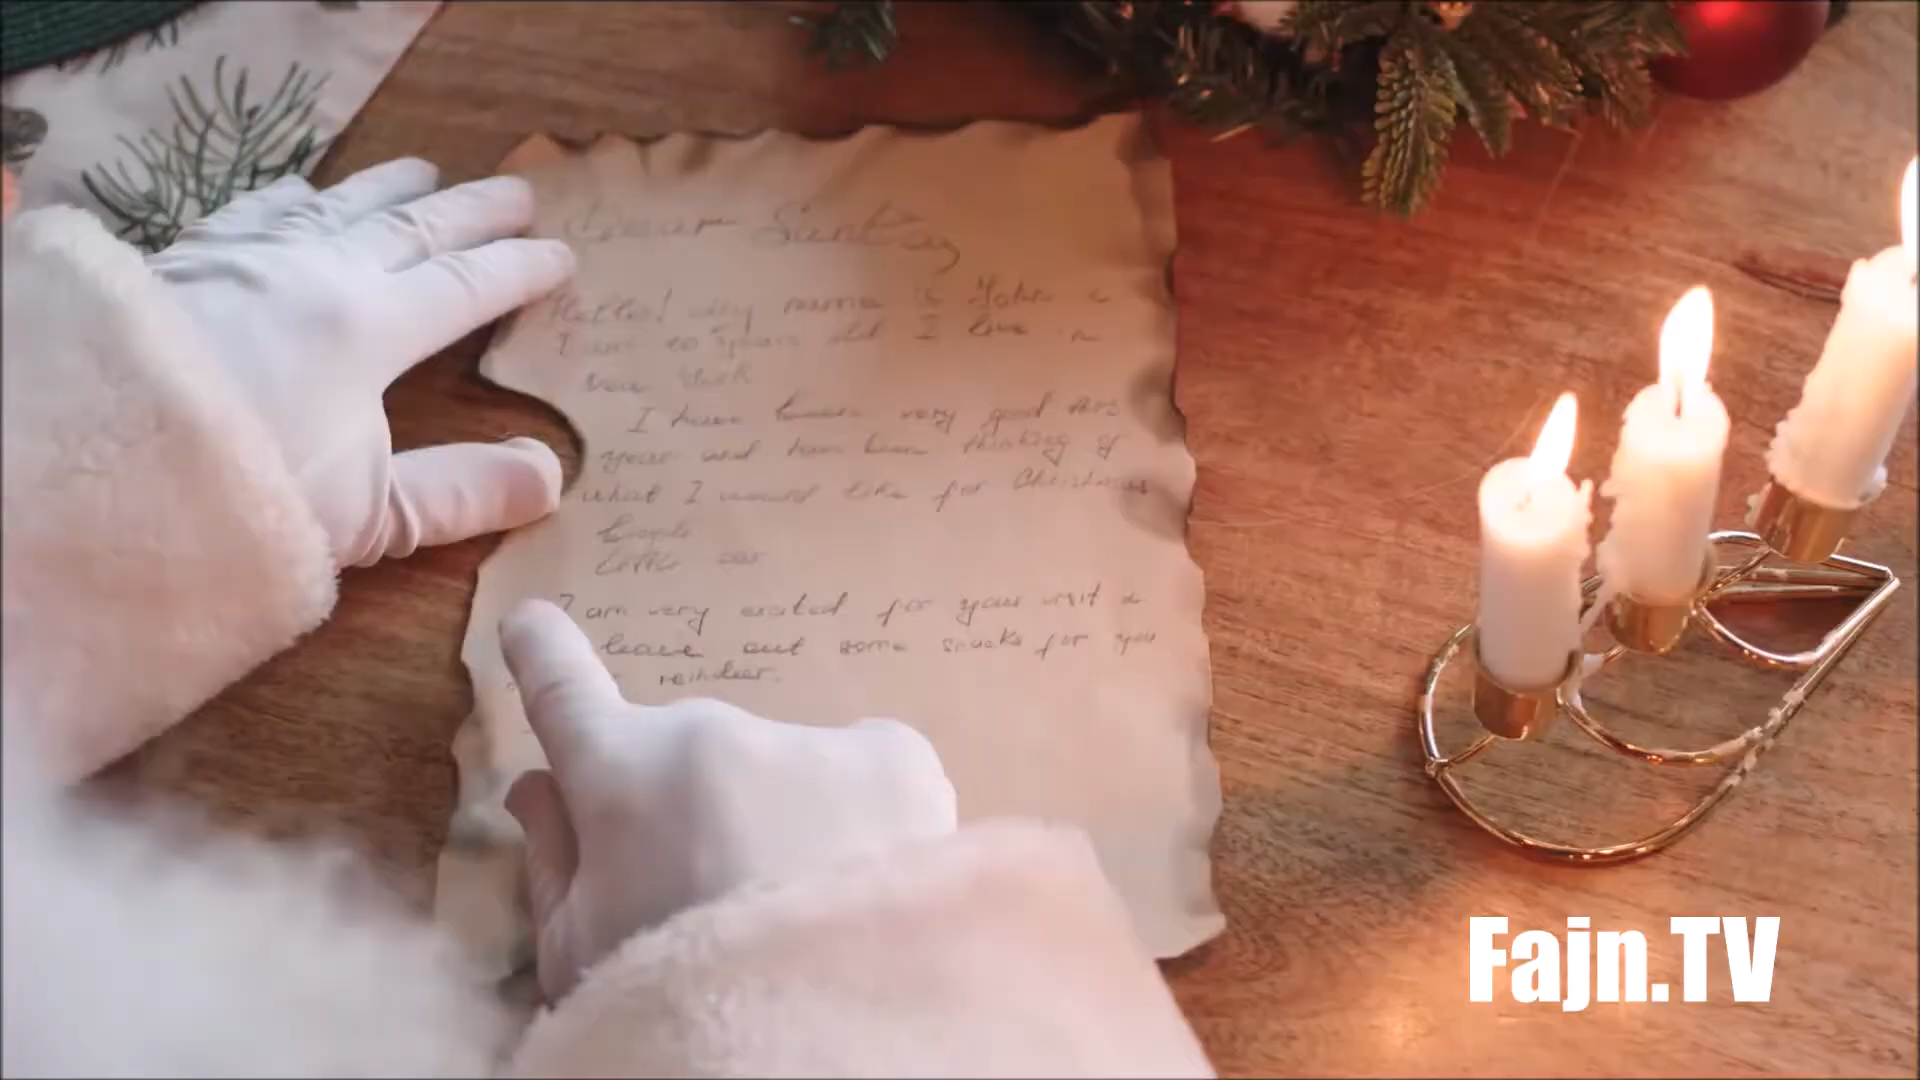 Dear Santa,
Hello! My name is John
I am 10 years old I live in
New York
I have been very good this
year and have been thinking of
what I would like for Christmas
Little car
I am very excited for your visit &
leave out some snacks for you
reindeer.
Fajn.TV